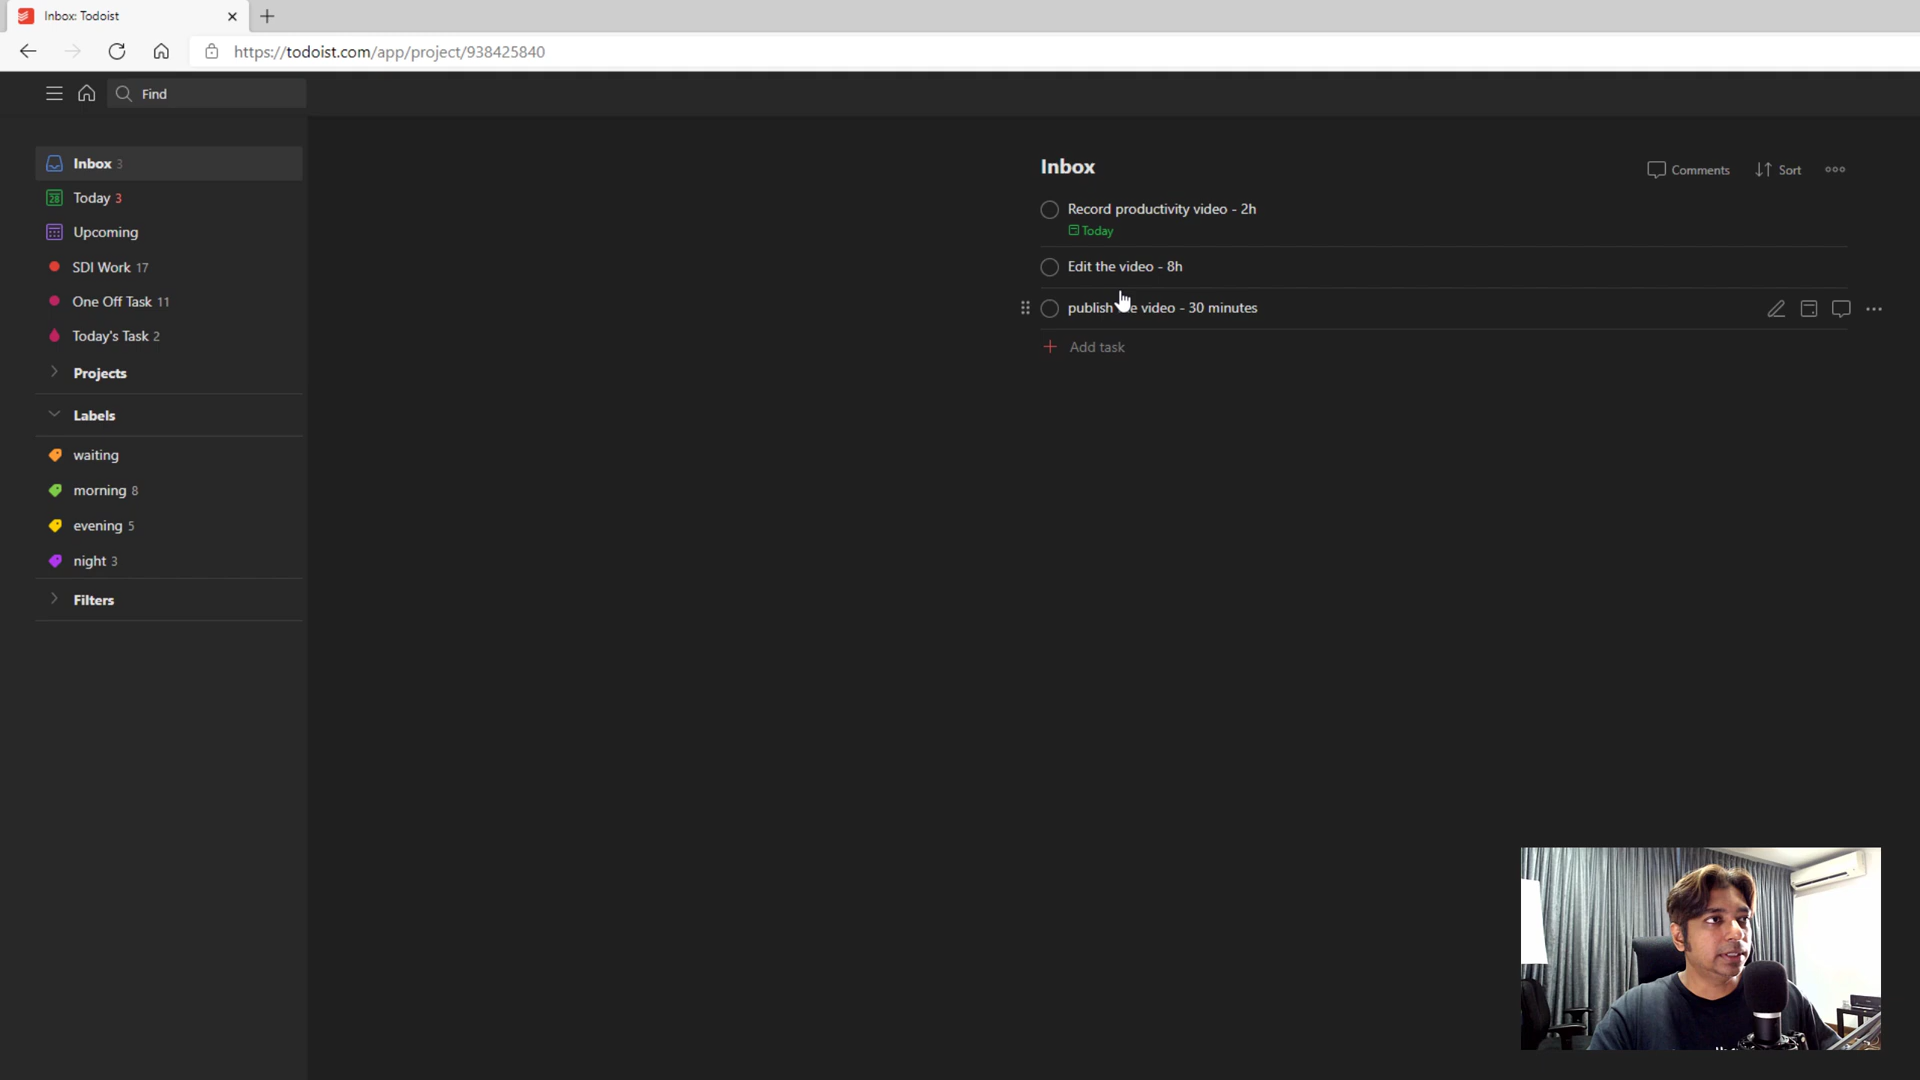 Inbox: Todoist
https://todoist.com/app/project/938425840
Find
Inbox 3
28 Today 3
Upcoming
SDI Work 17
One Off Task 11
Today's Task 2
Projects
Labels
waiting
morning 8
evening 5
night 3
Filters
Inbox
Comments
Sort
Record productivity video - 2h
Today
Edit the video - 8h
publish e video - 30 minutes
Add task